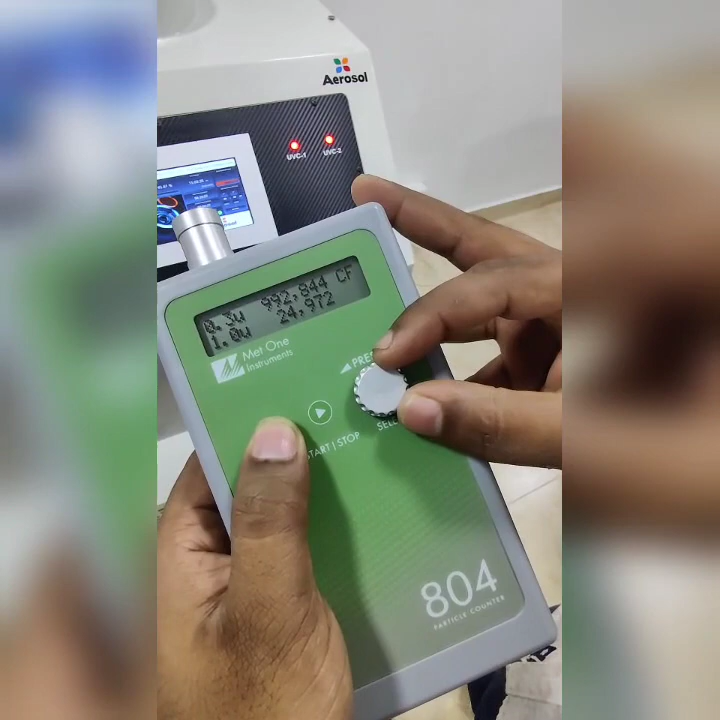 Aerosol
UVC-1 UVC-2
0.3u 992,844 CF
1.0u 24,972
Met One
Instruments
START | STOP
804
PARTICLE COUNTER